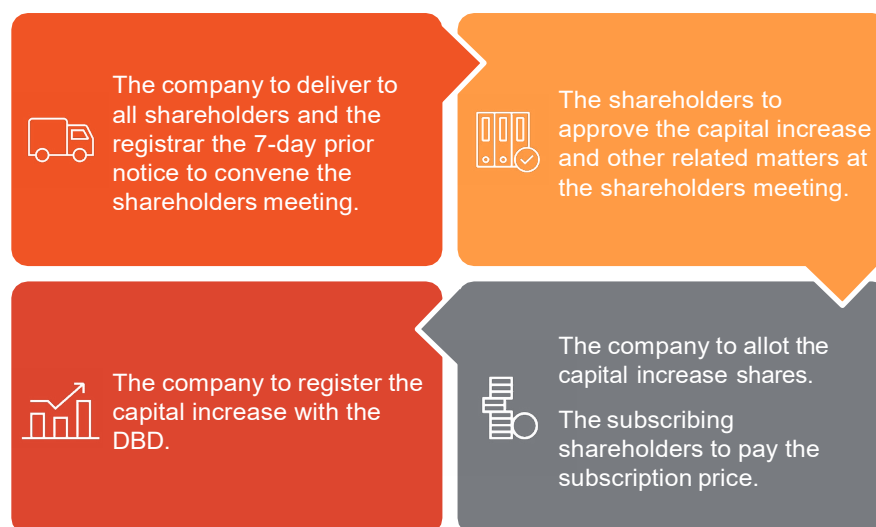 The company to deliver to
all shareholders and the
registrar the 7-day prior
notice to convene the
shareholders meeting.
The shareholders to
approve the capital increase
and other related matters at
the shareholders meeting.
The company to allot the
capital increase shares.
The subscribing
shareholders to pay the
subscription price.
The company to register the
capital increase with the
DBD.